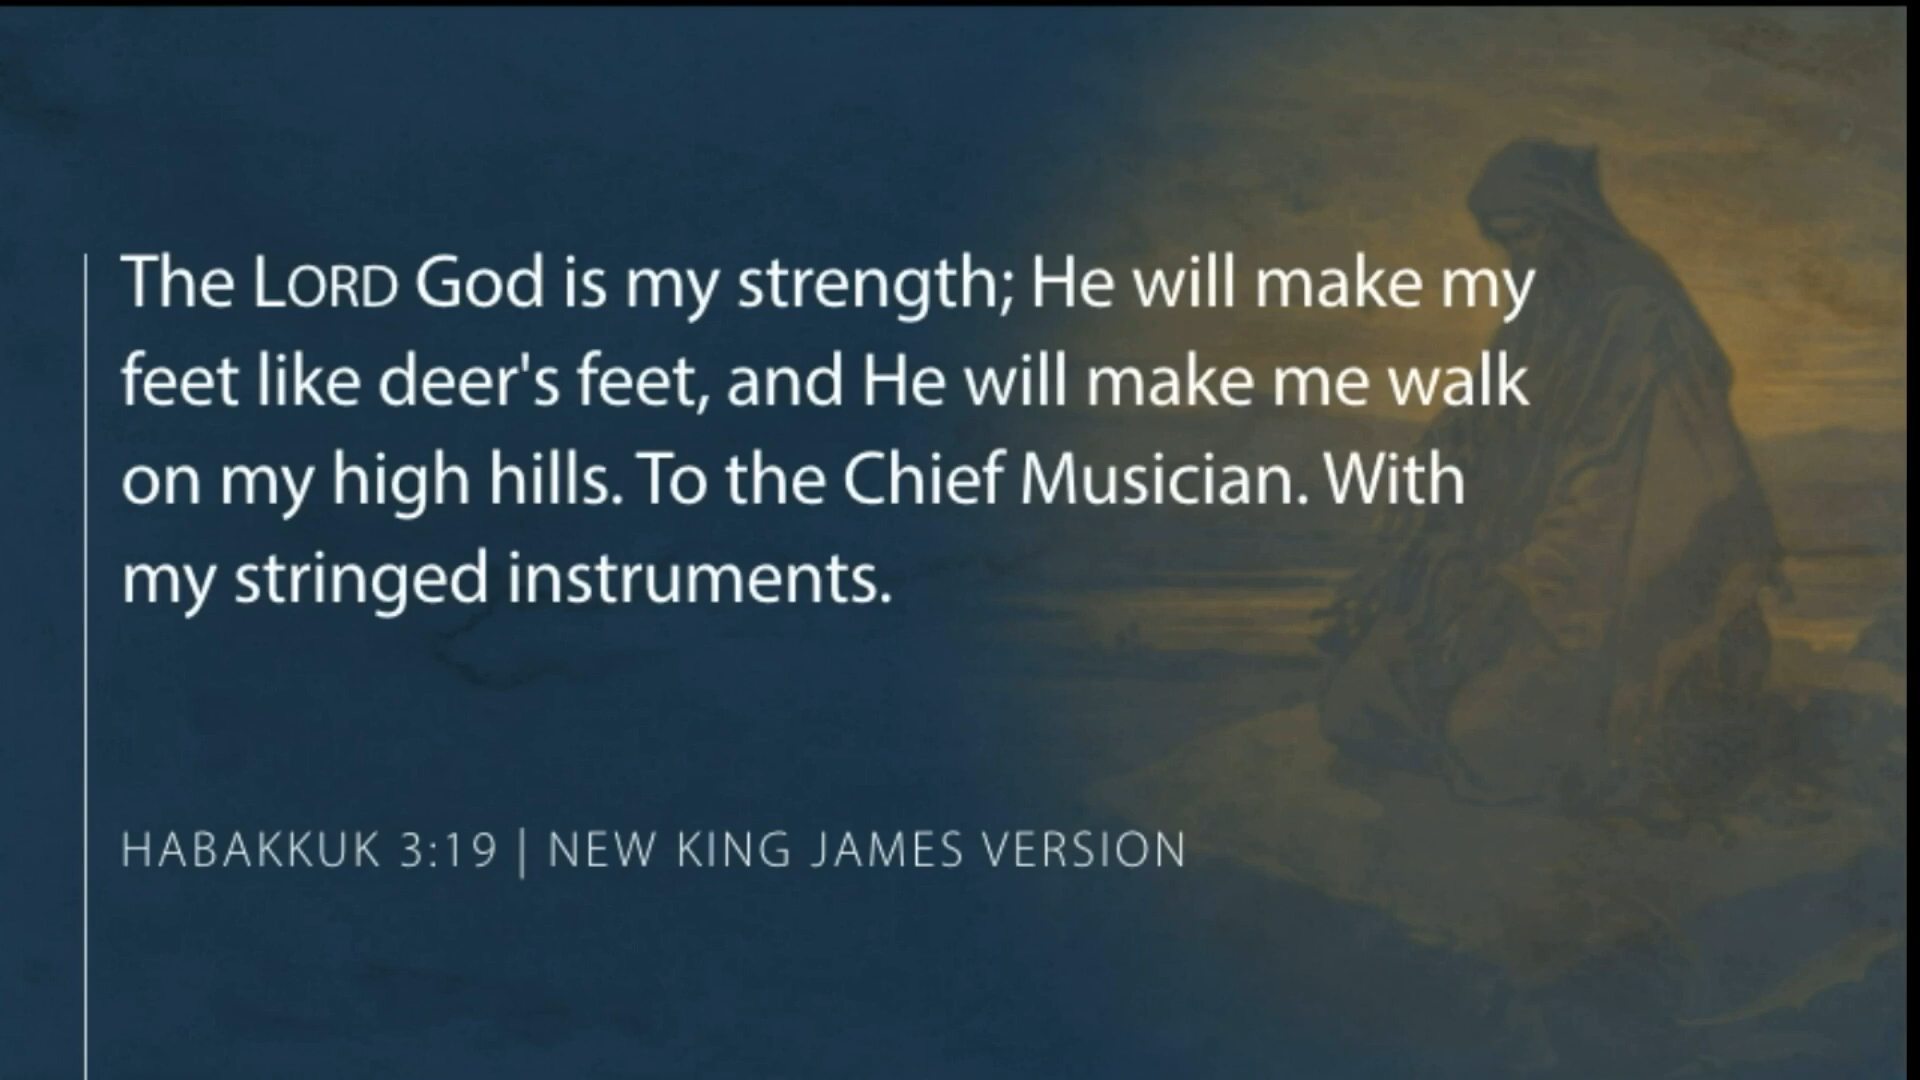 The LORD God is my strength; He will make my
feet like deer's feet, and He will make me walk
on my high hills. To the Chief Musician. With
my stringed instruments.
HABAKKUK 3:19 | NEW KING JAMES VERSION